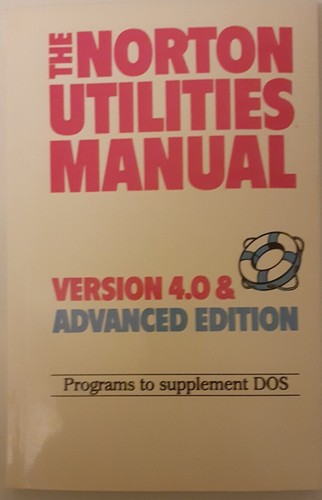 THE NORTON
UTILITIES
MANUAL
VERSION 4.0 &
ADVANCED EDITION
Programs to supplement DOS